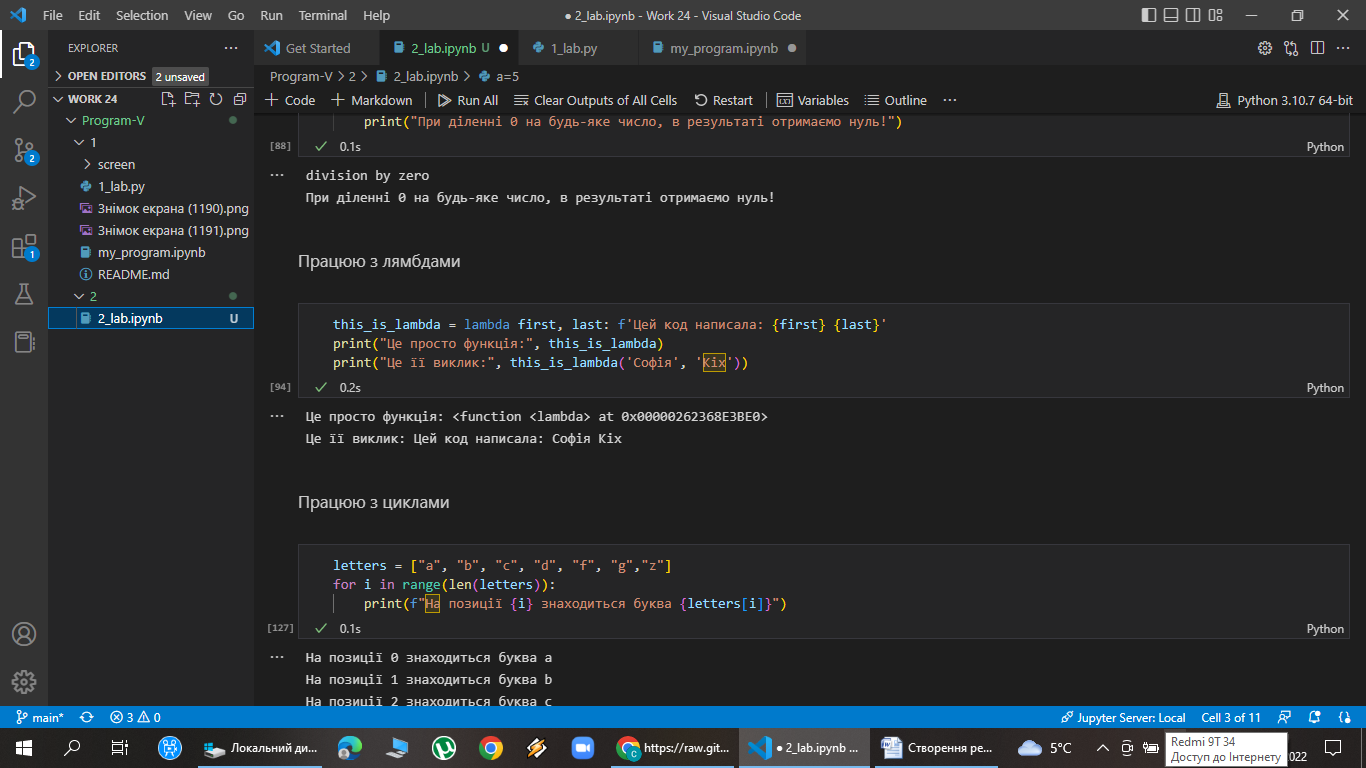 File Edit Selection View Go Run Terminal Help ● 2_lab.ipynb - Work 24 - Visual Studio Code
EXPLORER ···
Get Started 2_lab.ipynb U ● 1_lab.py my_program.ipynb ●
OPEN EDITORS 2 unsaved
Program-V > 2 > 2_lab.ipynb > a=5
WORK 24
+ Code + Markdown Run All Clear Outputs of All Cells Restart Variables Outline ··· Python 3.10.7 64-bit
Program-V
1
screen
1_lab.py
Знімок екрана (1190).png
Знімок екрана (1191).png
my_program.ipynb
README.md
2
2_lab.ipynb U
print("При діленні 0 на будь-яке число, в результаті отримаємо нуль!")
[88] ✓ 0.1s Python
··· division by zero
При діленні 0 на будь-яке число, в результаті отримаємо нуль!
Працюю з лямбдами
this_is_lambda = lambda first, last: f'Цей код написала: {first} {last}'
print("Це просто функція:", this_is_lambda)
print("Це її виклик:", this_is_lambda('Софія', 'Кіх'))
[94] ✓ 0.2s Python
··· Це просто функція: <function <lambda> at 0x00000262368E3BE0>
Це її виклик: Цей код написала: Софія Кіх
Працюю з циклами
letters = ["a", "b", "c", "d", "f", "g","z"]
for i in range(len(letters)):
print(f"На позиції {i} знаходиться буква {letters[i]}")
[127] ✓ 0.1s Python
··· На позиції 0 знаходиться буква a
На позиції 1 знаходиться буква b
На позиції 2 знаходиться буква c
main* 3 0 Jupyter Server: Local Cell 3 of 11
Локальний ди... https://raw.git... ● 2_lab.ipynb ... Створення ре... 5°C
Redmi 9T 34
Доступ до Інтернету
2022